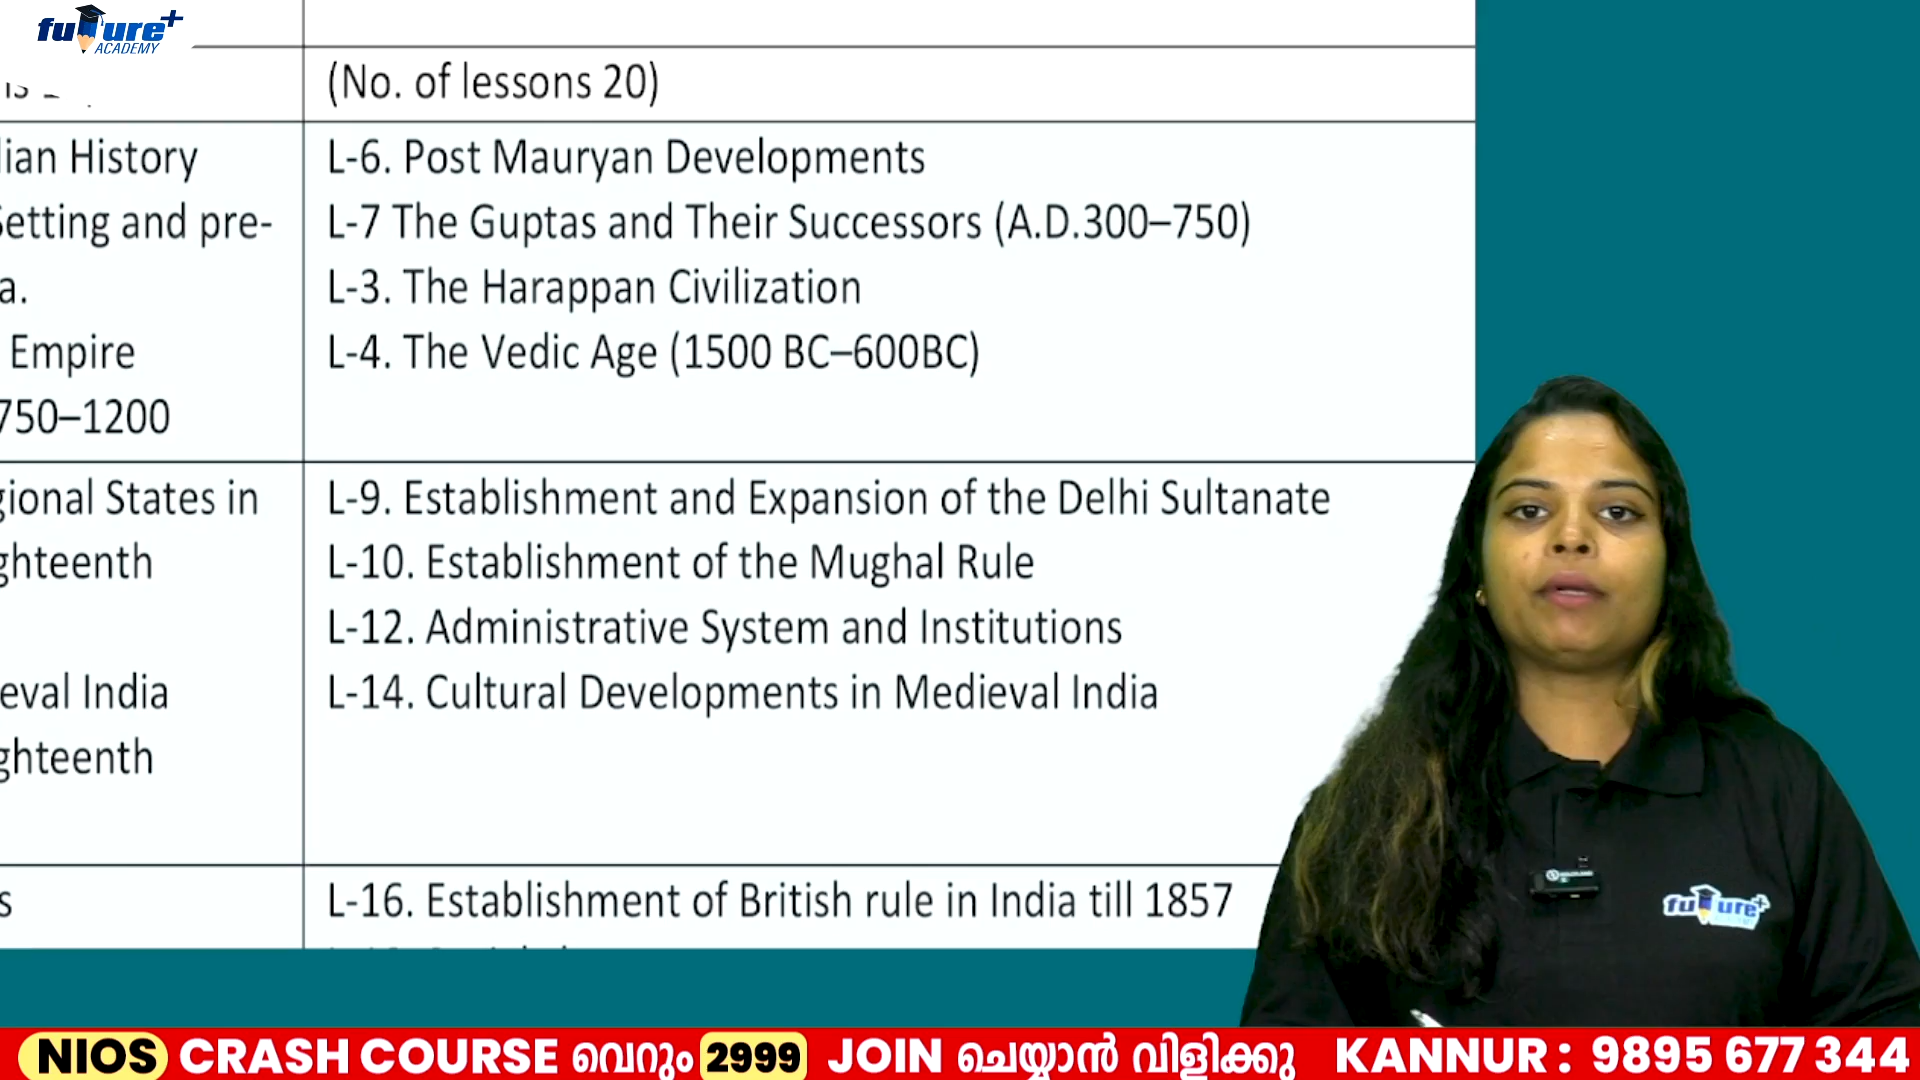 future+
ACADEMY
(No. of lessons 20)
lian History
L-6. Post Mauryan Developments
Setting and pre-
L-7 The Guptas and Their Successors (A.D.300–750)
a.
L-3. The Harappan Civilization
Empire
L-4. The Vedic Age (1500 BC–600BC)
750–1200
gional States in
L-9. Establishment and Expansion of the Delhi Sultanate
ghteenth
L-10. Establishment of the Mughal Rule
L-12. Administrative System and Institutions
eval India
L-14. Cultural Developments in Medieval India
ghteenth
s
L-16. Establishment of British rule in India till 1857
future+
NIOS CRASH COURSE വെറും 2999 JOIN ചെയ്യാൻ വിളിക്കു KANNUR : 9895 677 344